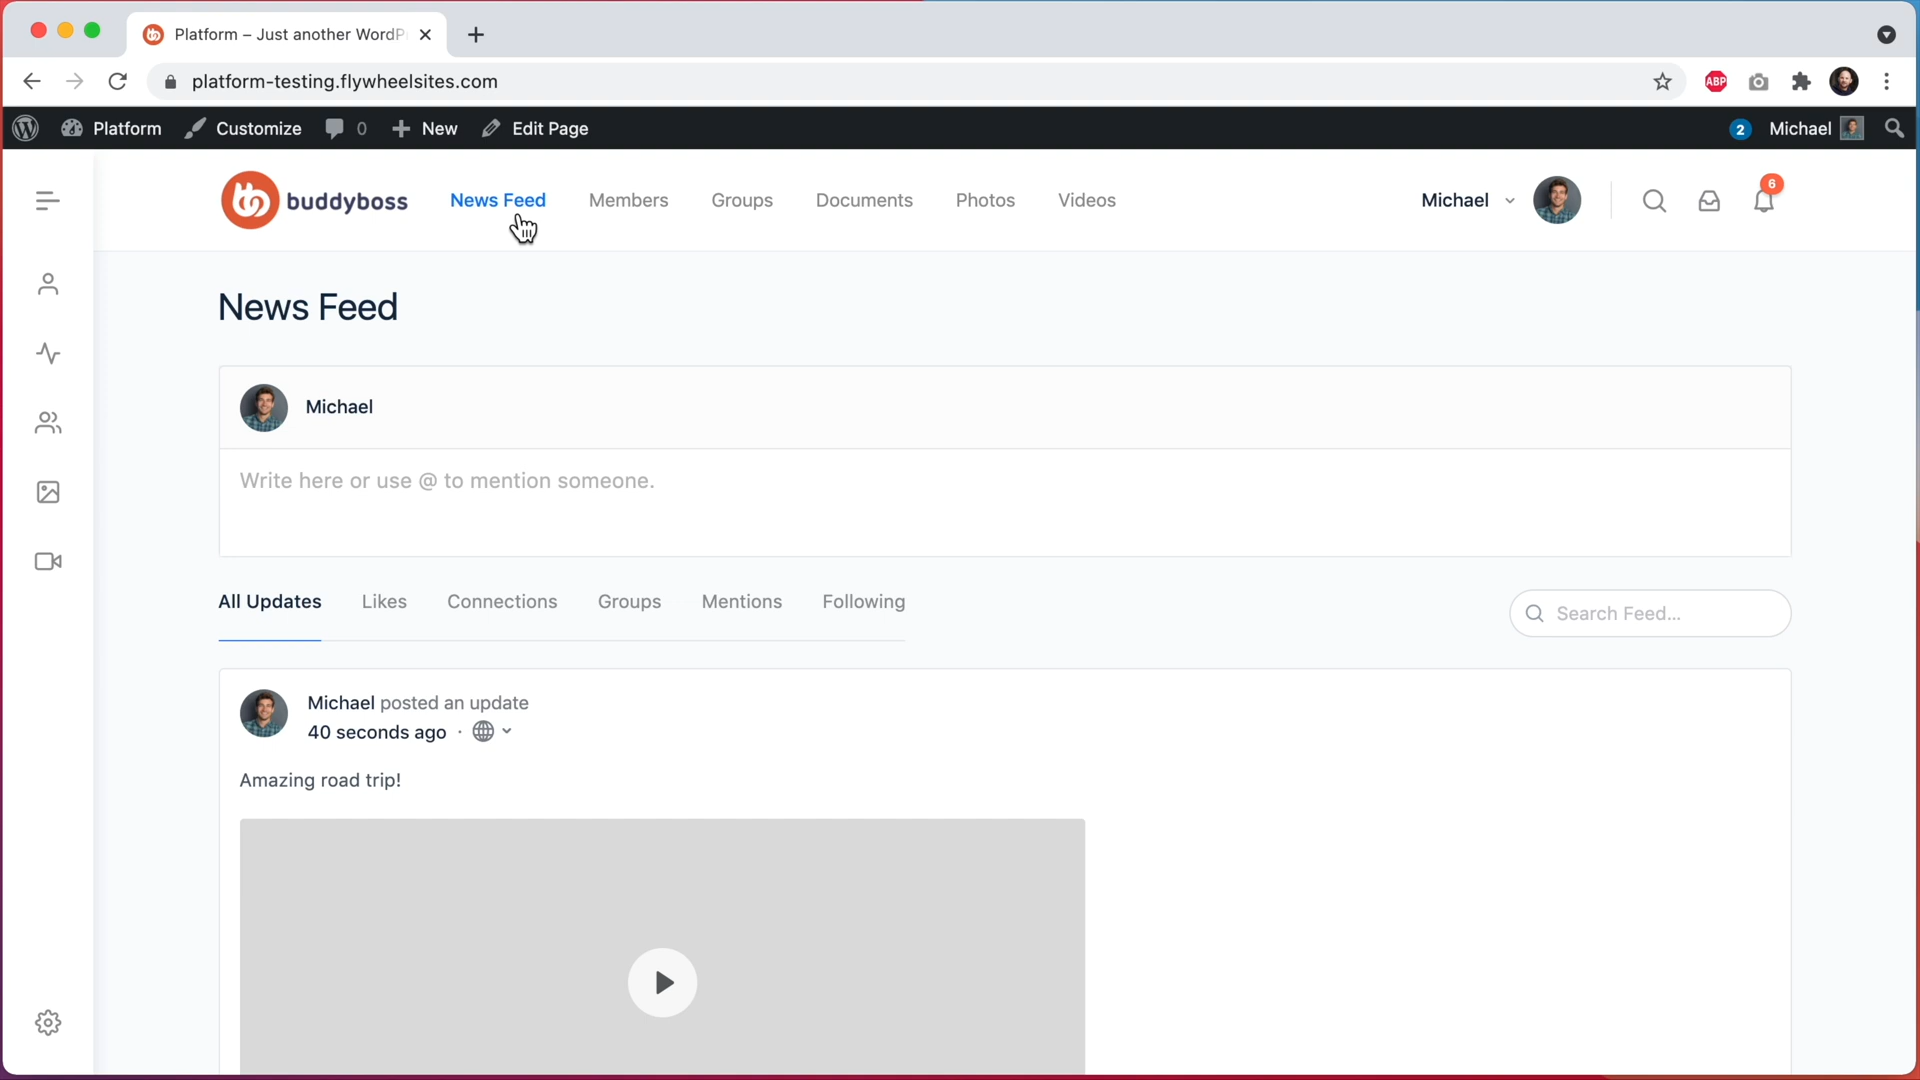 Platform – Just another WordP
platform-testing.flywheelsites.com
ABP
Platform Customize 0 New Edit Page 2 Michael
buddyboss News Feed Members Groups Documents Photos Videos Michael 6
News Feed
Michael
Write here or use @ to mention someone.
All Updates Likes Connections Groups Mentions Following Search Feed...
Michael posted an update
40 seconds ago ·
Amazing road trip!